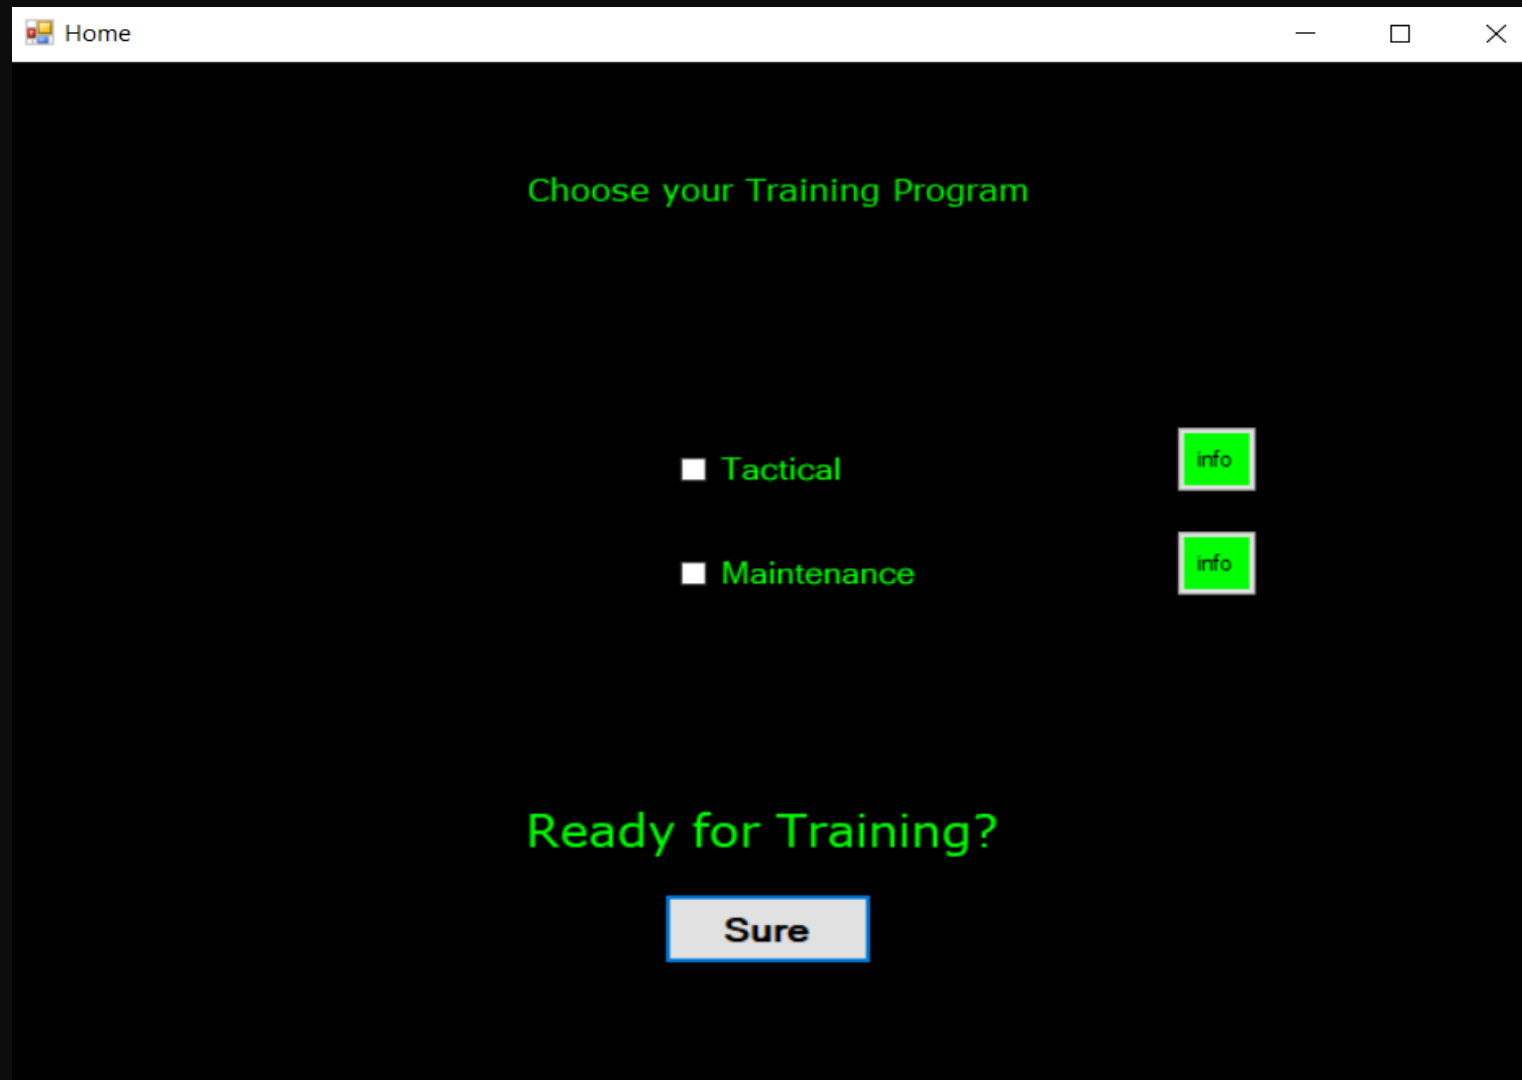 Home
Choose your Training Program
Tactical
info
Maintenance
info
Ready for Training?
Sure